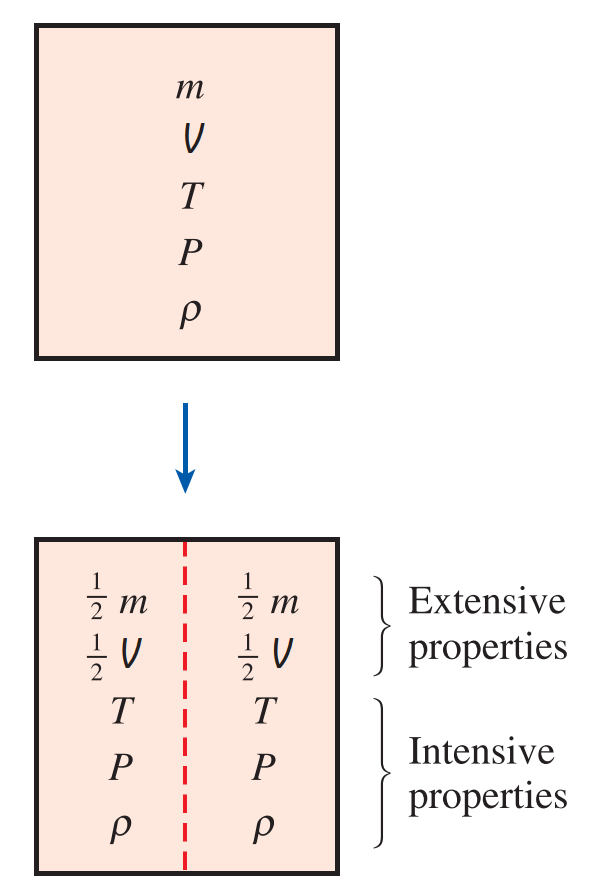 m
V
T
P
ρ
1/2 m 1/2 m
1/2 V 1/2 V
T T
P P
ρ ρ
Extensive
properties
Intensive
properties